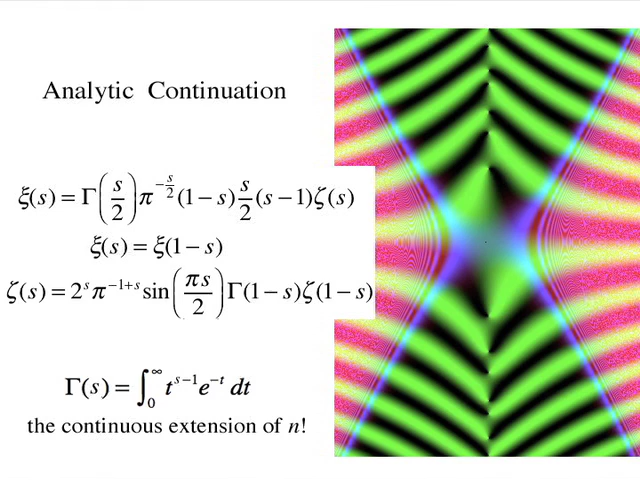 Analytic Continuation
ξ(s) = Γ(s/2) π^{-s/2} (1 − s) s/2 (s − 1)ζ(s)
ξ(s) = ξ(1 − s)
ζ(s) = 2^s π^{−1+s} sin(πs/2) Γ(1 − s)ζ(1 − s)
Γ(s) = ∫_0^∞ t^{s−1} e^{−t} dt
the continuous extension of n!